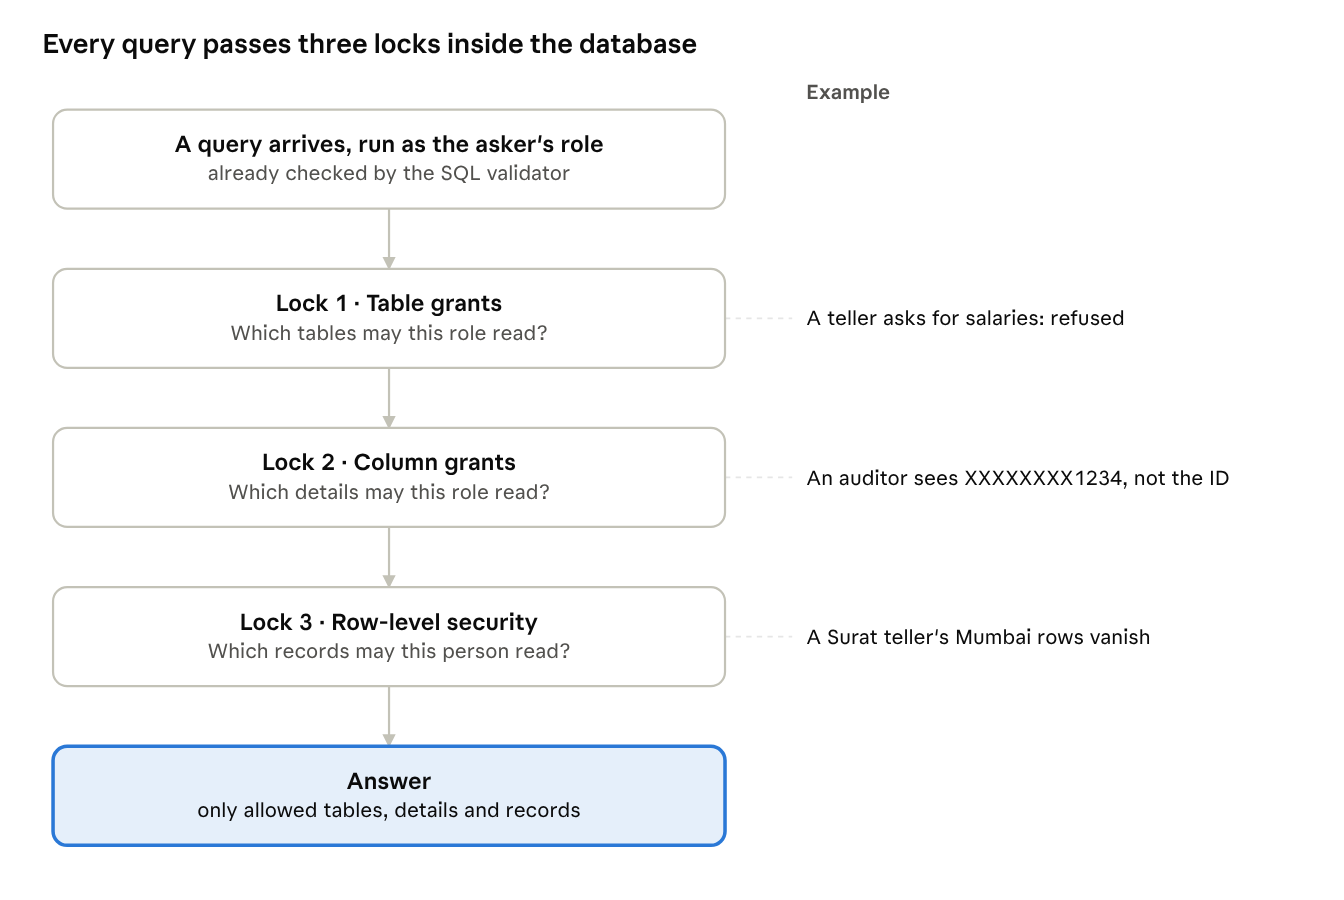 Every query passes three locks inside the database
Example
A query arrives, run as the asker's role
already checked by the SQL validator
Lock 1 · Table grants
Which tables may this role read?
A teller asks for salaries: refused
Lock 2 · Column grants
Which details may this role read?
An auditor sees XXXXXXXX1234, not the ID
Lock 3 · Row-level security
Which records may this person read?
A Surat teller's Mumbai rows vanish
Answer
only allowed tables, details and records